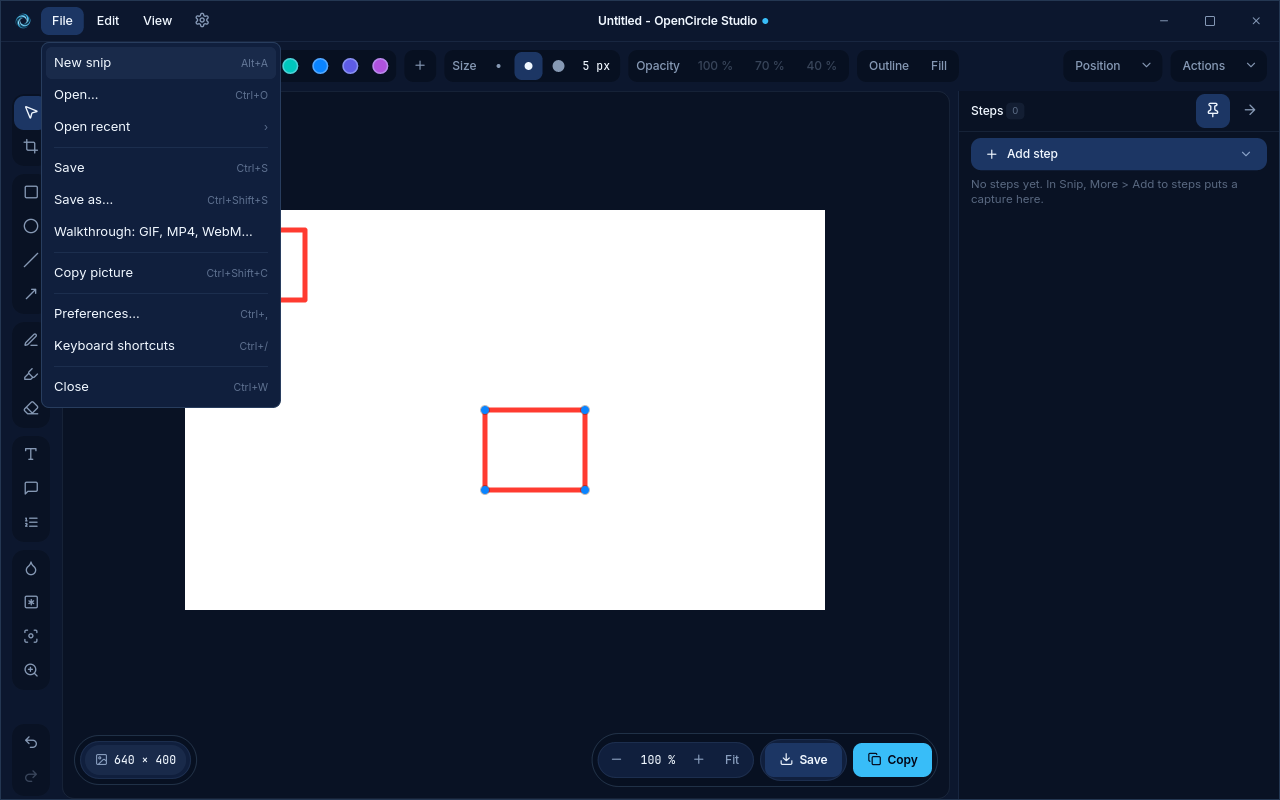 File Edit View
Untitled - OpenCircle Studio
New snip Alt+A
Open... Ctrl+O
Open recent ›
Save Ctrl+S
Save as... Ctrl+Shift+S
Walkthrough: GIF, MP4, WebM...
Copy picture Ctrl+Shift+C
Preferences... Ctrl+,
Keyboard shortcuts Ctrl+/
Close Ctrl+W
Size 5 px
Opacity 100 % 70 % 40 %
Outline Fill
Position
Actions
Steps 0
Add step
No steps yet. In Snip, More > Add to steps puts a
capture here.
640 × 400
100 % Fit
Save
Copy